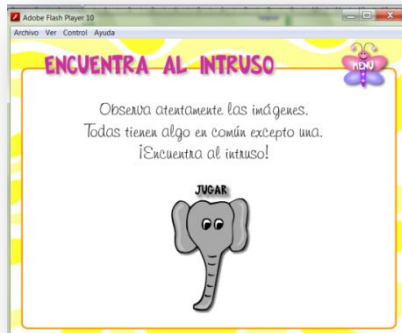 Adobe Flash Player 10
Archivo Ver Control Ayuda
ENCUENTRA AL INTRUSO
MENU
Observa atentamente las imágenes.
Todas tienen algo en común excepto una.
¡Encuentra al intruso!
JUGAR